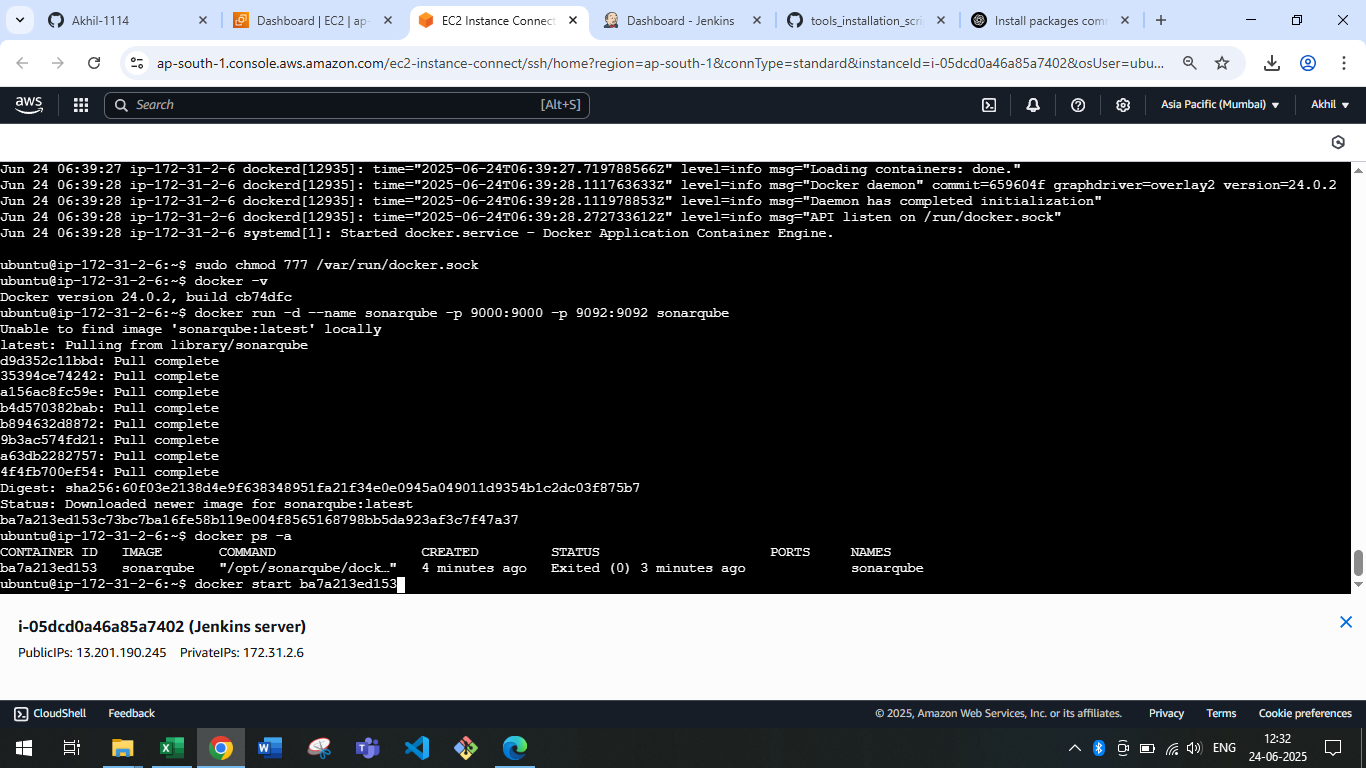 Akhil-1114
Dashboard | EC2 | ap-
EC2 Instance Connect
Dashboard - Jenkins
tools_installation_scri
Install packages com
ap-south-1.console.aws.amazon.com/ec2-instance-connect/ssh/home?region=ap-south-1&connType=standard&instanceId=i-05dcd0a46a85a7402&osUser=ubu...
aws
Search
[Alt+S]
Asia Pacific (Mumbai)
Akhil
Jun 24 06:39:27 ip-172-31-2-6 dockerd[12935]: time="2025-06-24T06:39:27.719788566Z" level=info msg="Loading containers: done."
Jun 24 06:39:28 ip-172-31-2-6 dockerd[12935]: time="2025-06-24T06:39:28.111763633Z" level=info msg="Docker daemon" commit=659604f graphdriver=overlay2 version=24.0.2
Jun 24 06:39:28 ip-172-31-2-6 dockerd[12935]: time="2025-06-24T06:39:28.111978853Z" level=info msg="Daemon has completed initialization"
Jun 24 06:39:28 ip-172-31-2-6 dockerd[12935]: time="2025-06-24T06:39:28.272733612Z" level=info msg="API listen on /run/docker.sock"
Jun 24 06:39:28 ip-172-31-2-6 systemd[1]: Started docker.service - Docker Application Container Engine.
ubuntu@ip-172-31-2-6:~$ sudo chmod 777 /var/run/docker.sock
ubuntu@ip-172-31-2-6:~$ docker -v
Docker version 24.0.2, build cb74dfc
ubuntu@ip-172-31-2-6:~$ docker run -d --name sonarqube -p 9000:9000 -p 9092:9092 sonarqube
Unable to find image 'sonarqube:latest' locally
latest: Pulling from library/sonarqube
d9d352c11bbd: Pull complete
35394ce74242: Pull complete
a156ac8fc59e: Pull complete
b4d570382bab: Pull complete
b894632d8872: Pull complete
9b3ac574fd21: Pull complete
a63db2282757: Pull complete
4f4fb700ef54: Pull complete
Digest: sha256:60f03e2138d4e9f638348951fa21f34e0e0945a049011d9354b1c2dc03f875b7
Status: Downloaded newer image for sonarqube:latest
ba7a213ed153c73bc7ba16fe58b119e004f8565168798bb5da923af3c7f47a37
ubuntu@ip-172-31-2-6:~$ docker ps -a
CONTAINER ID IMAGE COMMAND CREATED STATUS PORTS NAMES
ba7a213ed153 sonarqube "/opt/sonarqube/dock…" 4 minutes ago Exited (0) 3 minutes ago sonarqube
ubuntu@ip-172-31-2-6:~$ docker start ba7a213ed153
i-05dcd0a46a85a7402 (Jenkins server)
PublicIPs: 13.201.190.245 PrivateIPs: 172.31.2.6
CloudShell
Feedback
© 2025, Amazon Web Services, Inc. or its affiliates.
Privacy
Terms
Cookie preferences
ENG
12:32
24-06-2025